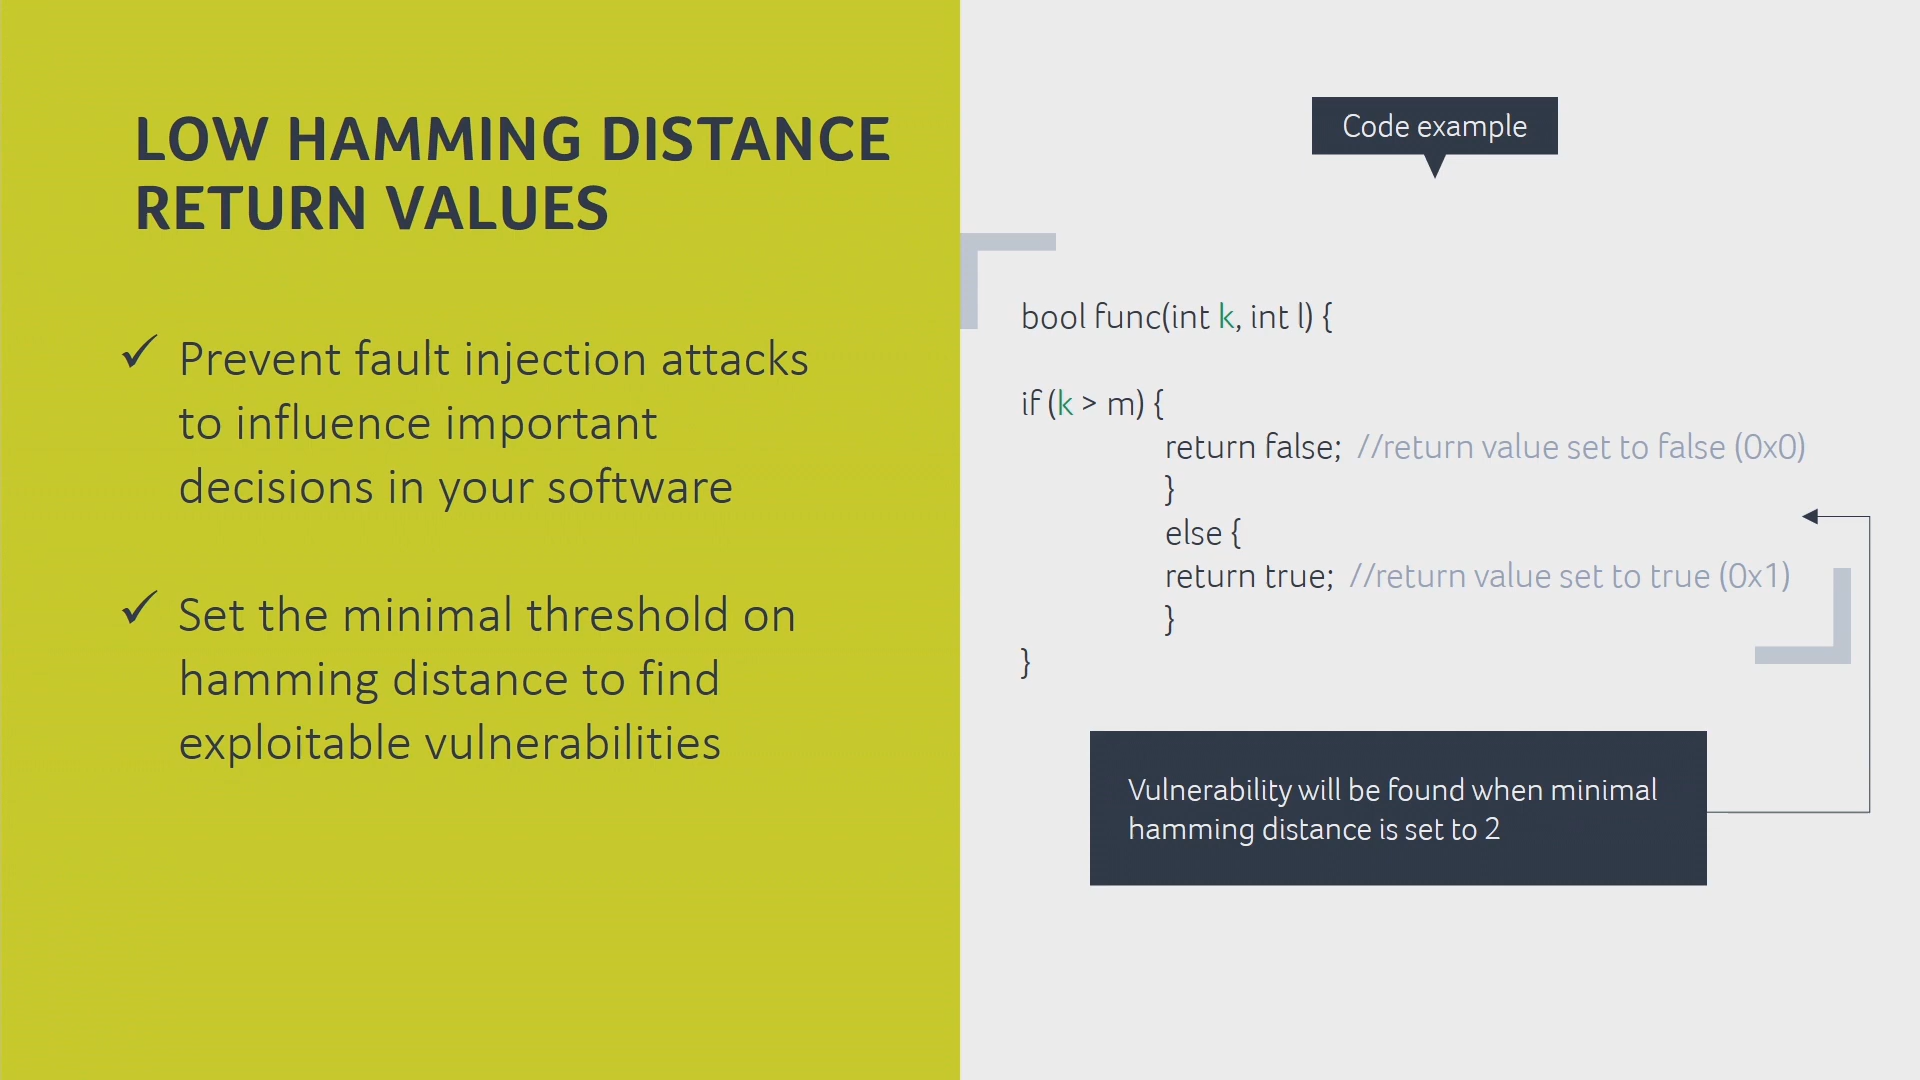 LOW HAMMING DISTANCE
RETURN VALUES
✓ Prevent fault injection attacks
to influence important
decisions in your software
✓ Set the minimal threshold on
hamming distance to find
exploitable vulnerabilities
Code example
bool func(int k, int l) {
if (k > m) {
return false; //return value set to false (0x0)
}
else {
return true; //return value set to true (0x1)
}
}
Vulnerability will be found when minimal
hamming distance is set to 2